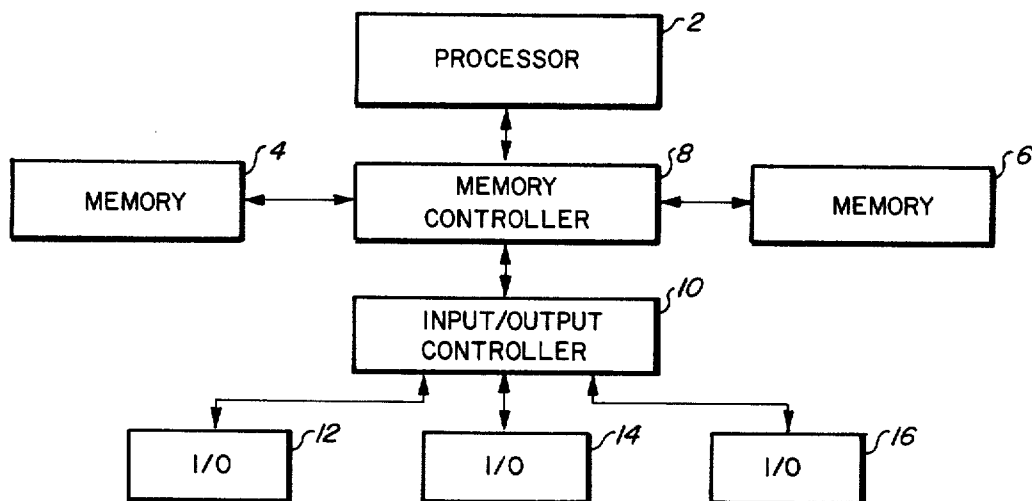 2
PROCESSOR
4
MEMORY
8
MEMORY
CONTROLLER
6
MEMORY
10
INPUT/OUTPUT
CONTROLLER
12
I/O
14
I/O
16
I/O